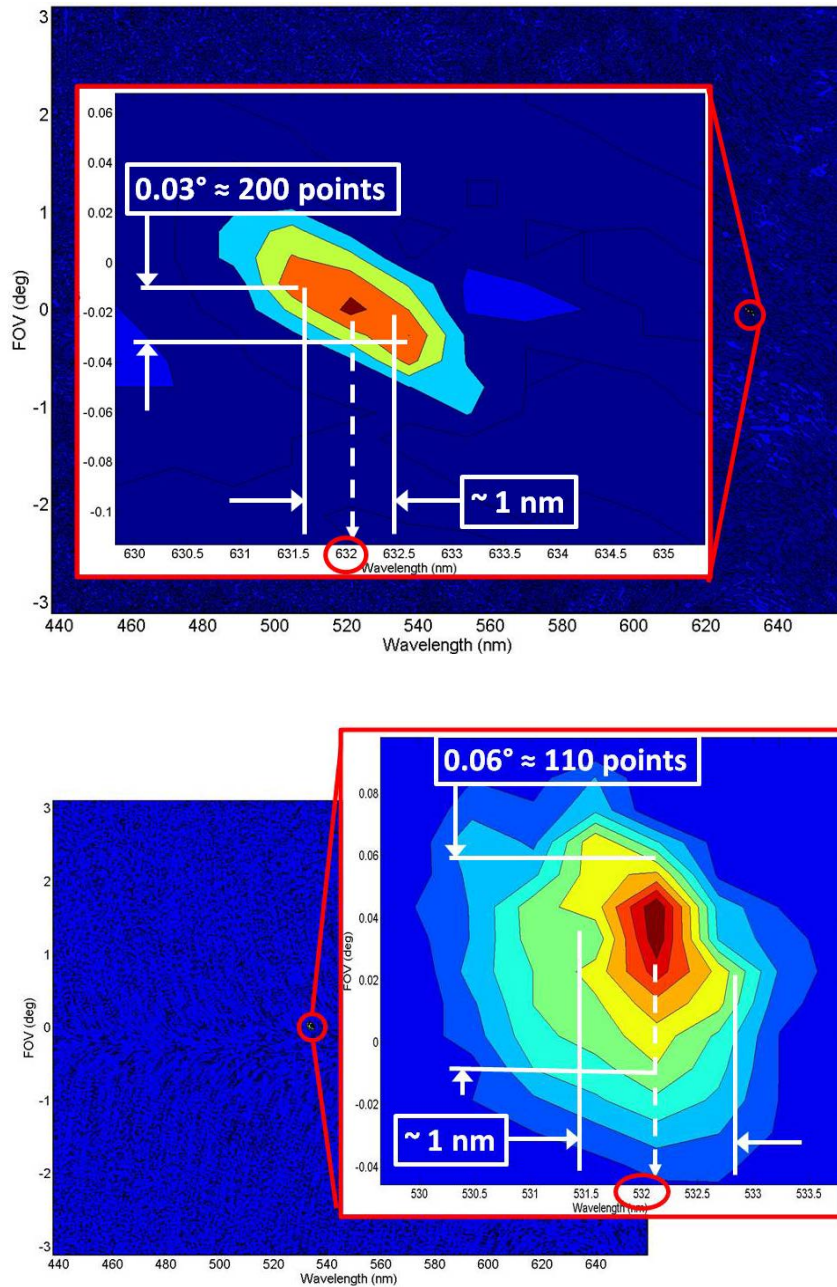 3
2
1
0
-1
-2
-3
FOV (deg)
0.06
0.04
0.02
0
-0.02
-0.04
-0.06
-0.08
-0.1
0.03° ≈ 200 points
~ 1 nm
630 630.5 631 631.5 632 632.5 633 633.5 634 634.5 635
Wavelength (nm)
440 460 480 500 520 540 560 580 600 620 640
Wavelength (nm)
3
2
1
0
-1
-2
-3
FOV (deg)
0.08
0.06
0.04
0.02
0
-0.02
-0.04
FOV (deg)
0.06° ≈ 110 points
~ 1 nm
530 530.5 531 531.5 532 532.5 533 533.5
Wavelength (nm)
440 460 480 500 520 540 560 580 600 620 640
Wavelength (nm)